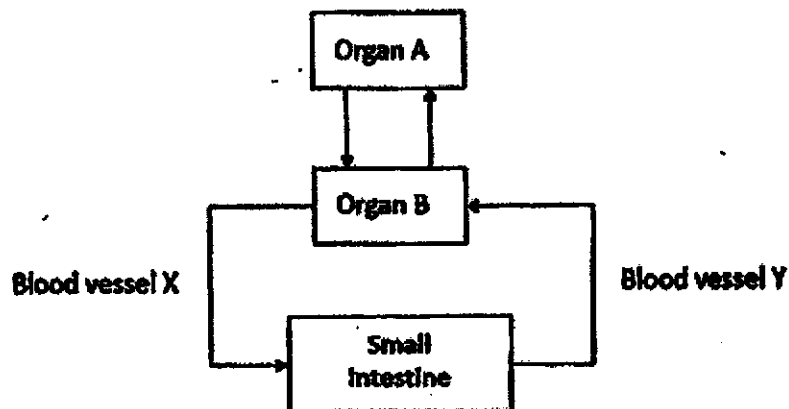 Organ A
Organ B
Blood vessel X
Blood vessel Y
Small
Intestine